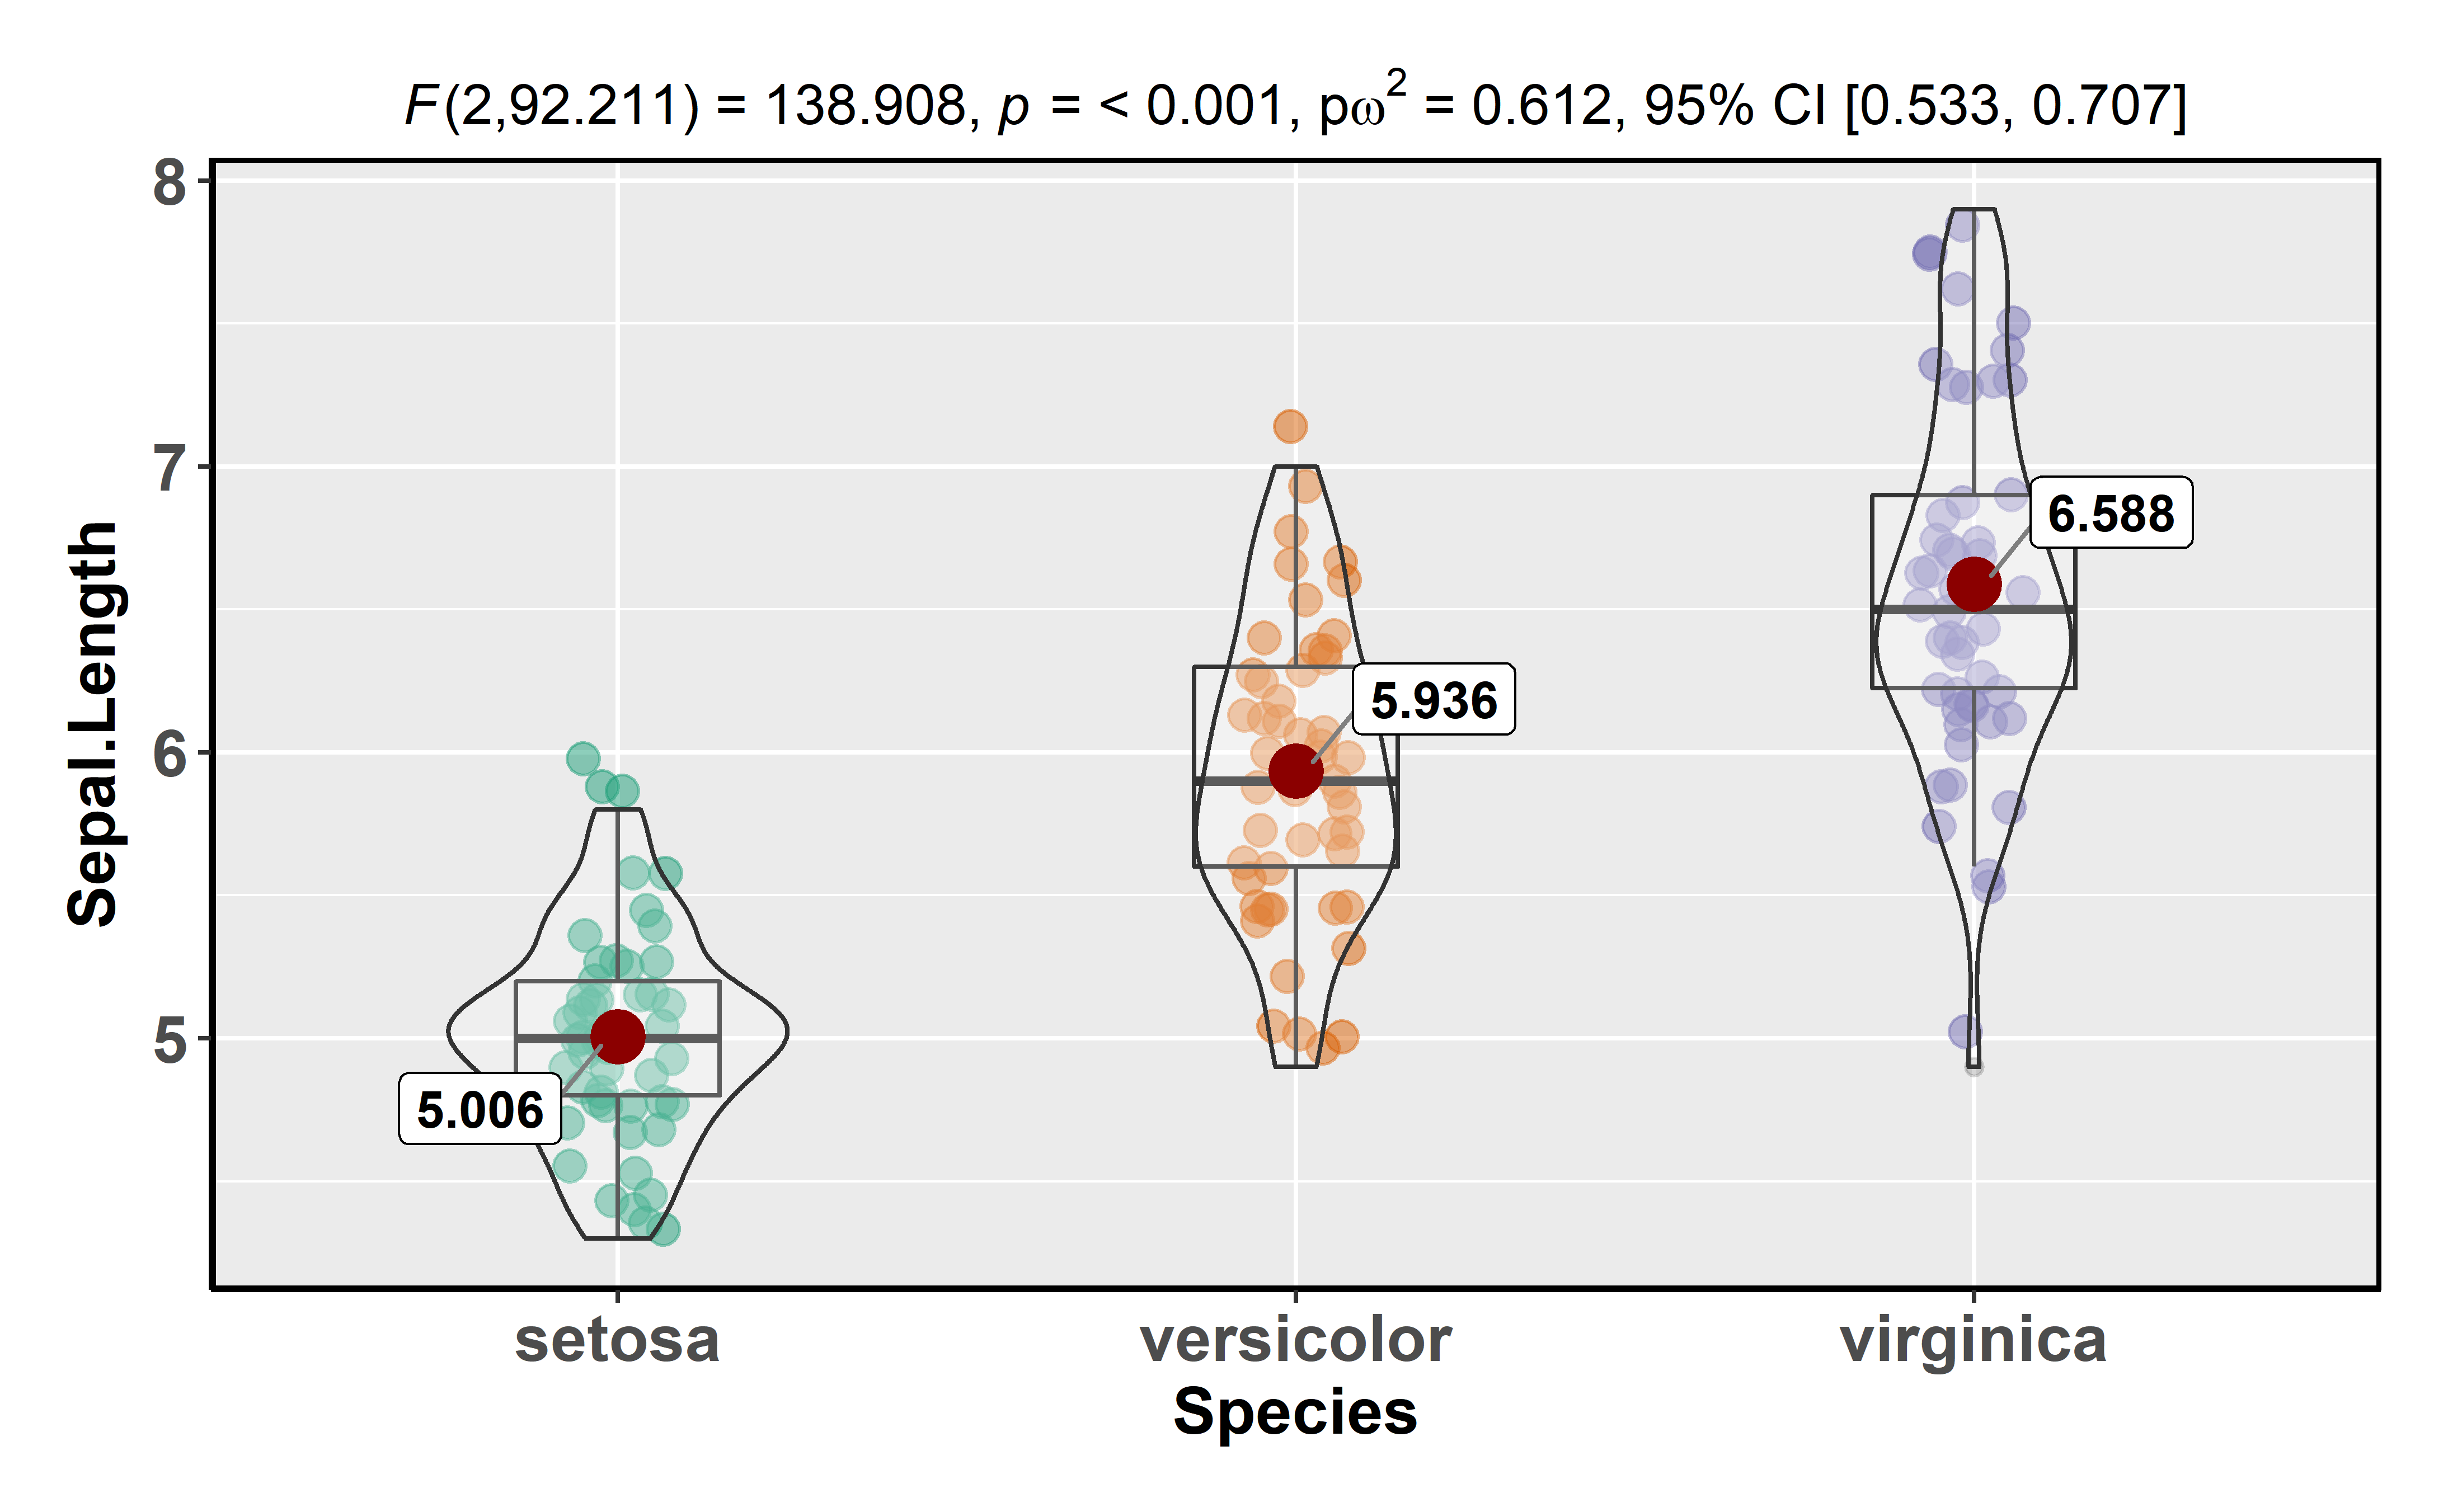 F(2,92.211) = 138.908, p = < 0.001, pω² = 0.612, 95% CI [0.533, 0.707]
8
7
6
5
Sepal.Length
6.588
5.936
5.006
setosa versicolor virginica
Species